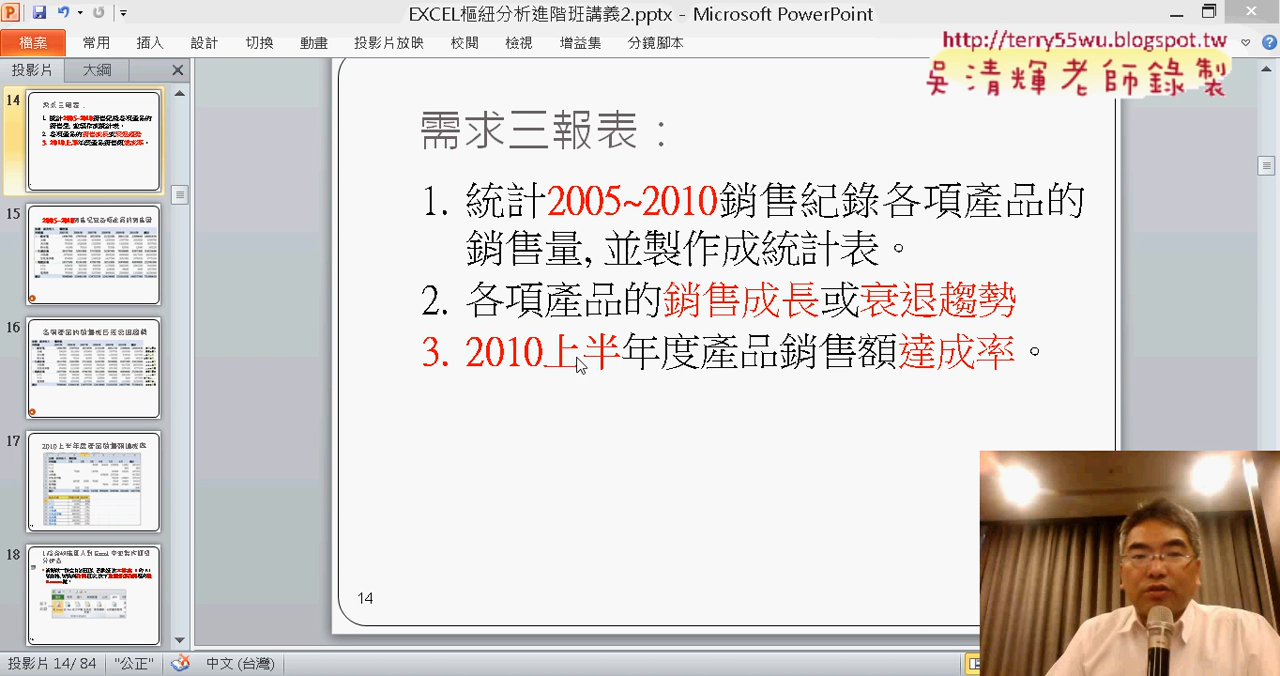 EXCEL樞紐分析進階班講義2.pptx - Microsoft PowerPoint
檔案 常用 插入 設計 切換 動畫 投影片放映 校閱 檢視 增益集 分鏡腳本
http://terry55wu.blogspot.tw
吳清輝老師錄製
投影片 大綱
14
15
16
17
18
需求三報表：
1. 統計2005~2010銷售紀錄各項產品的
銷售量, 並製作成統計表。
2. 各項產品的銷售成長或衰退趨勢
3. 2010上半年度產品銷售額達成率。
14
投影片 14/ 84 "公正" 中文 (台灣)